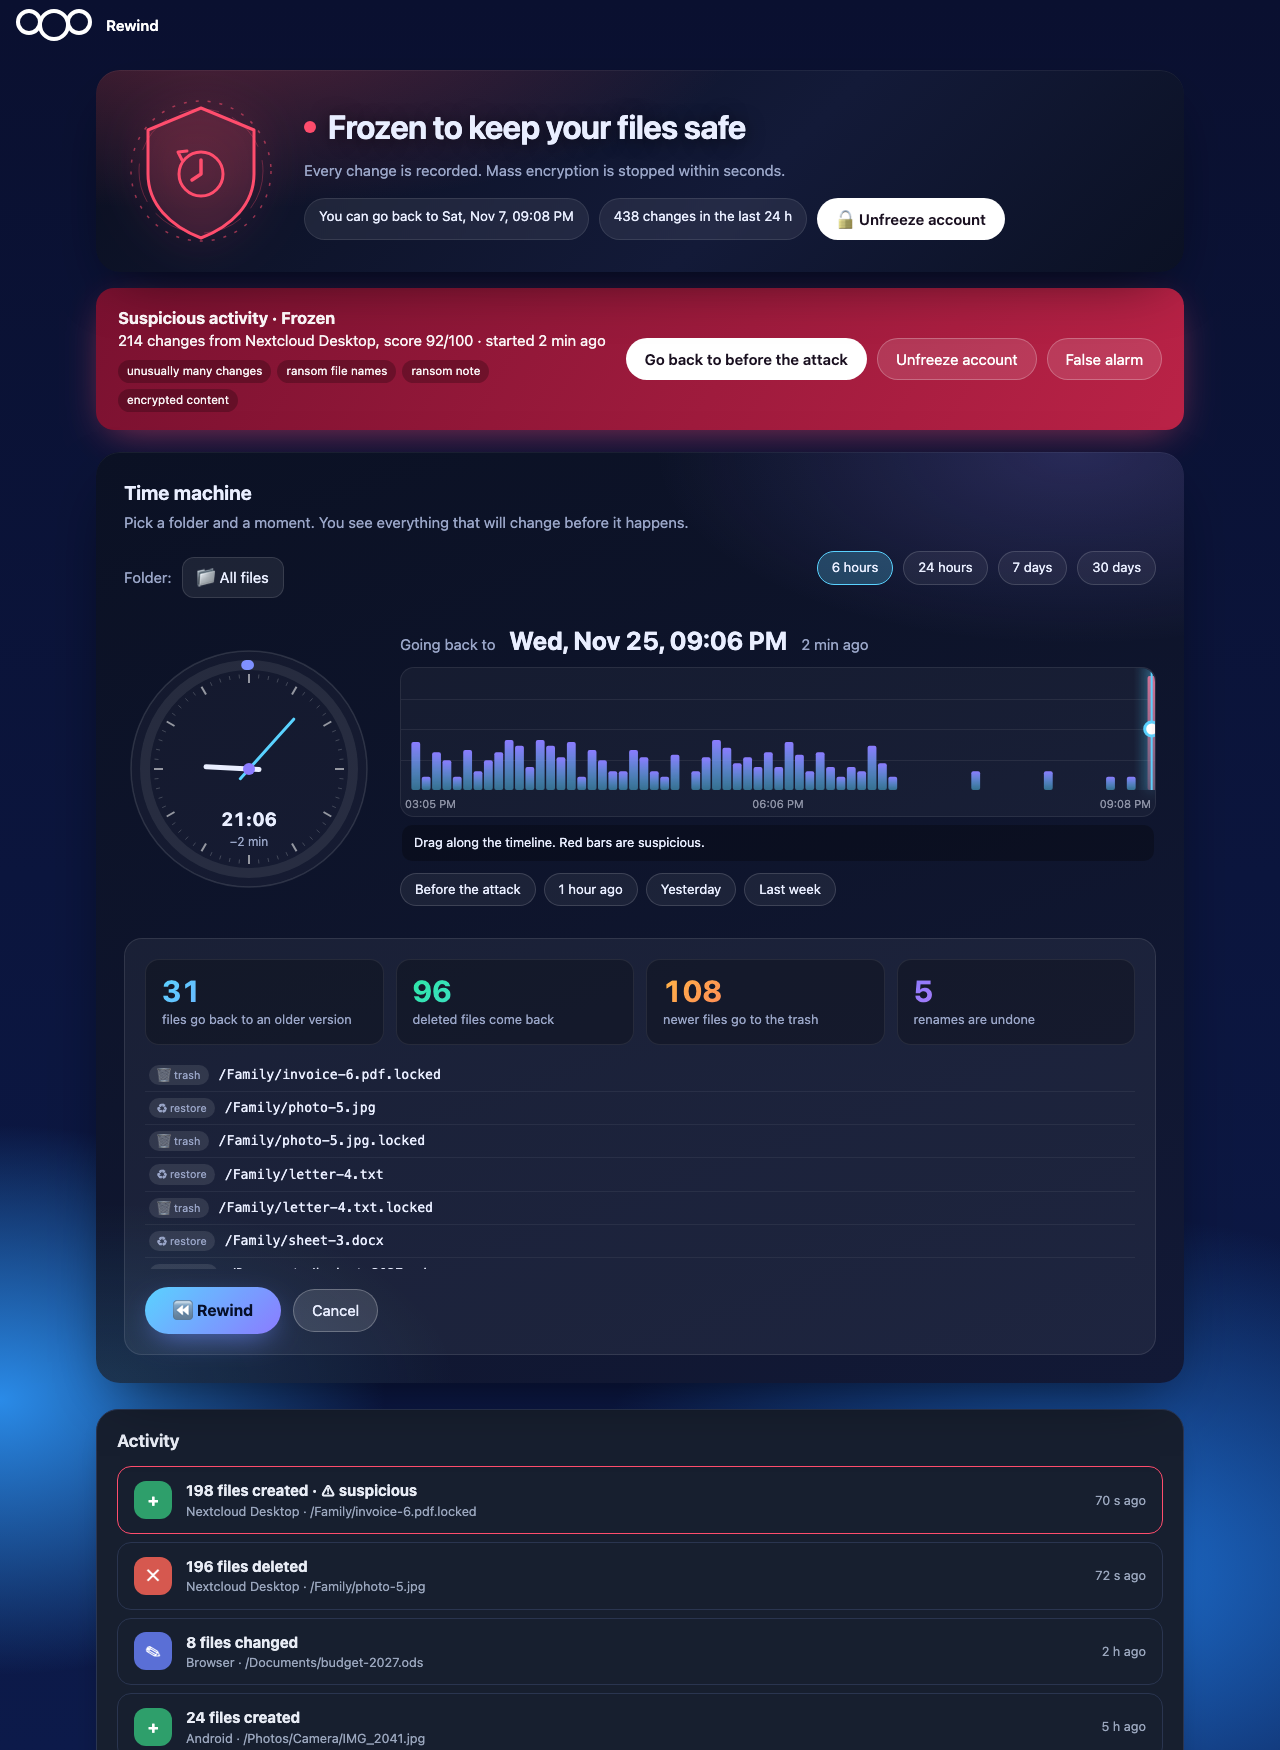 Rewind
Frozen to keep your files safe
Every change is recorded. Mass encryption is stopped within seconds.
You can go back to Sat, Nov 7, 09:08 PM
438 changes in the last 24 h
Unfreeze account
Suspicious activity · Frozen
214 changes from Nextcloud Desktop, score 92/100 · started 2 min ago
unusually many changes
ransom file names
ransom note
encrypted content
Go back to before the attack
Unfreeze account
False alarm
Time machine
Pick a folder and a moment. You see everything that will change before it happens.
Folder:
All files
6 hours
24 hours
7 days
30 days
Going back to Wed, Nov 25, 09:06 PM 2 min ago
21:06
−2 min
03:05 PM
06:06 PM
09:08 PM
Drag along the timeline. Red bars are suspicious.
Before the attack
1 hour ago
Yesterday
Last week
31
files go back to an older version
96
deleted files come back
108
newer files go to the trash
5
renames are undone
trash /Family/invoice-6.pdf.locked
restore /Family/photo-5.jpg
trash /Family/photo-5.jpg.locked
restore /Family/letter-4.txt
trash /Family/letter-4.txt.locked
restore /Family/sheet-3.docx
Rewind
Cancel
Activity
198 files created · ⚠ suspicious
Nextcloud Desktop · /Family/invoice-6.pdf.locked
70 s ago
196 files deleted
Nextcloud Desktop · /Family/photo-5.jpg
72 s ago
8 files changed
Browser · /Documents/budget-2027.ods
2 h ago
24 files created
Android · /Photos/Camera/IMG_2041.jpg
5 h ago